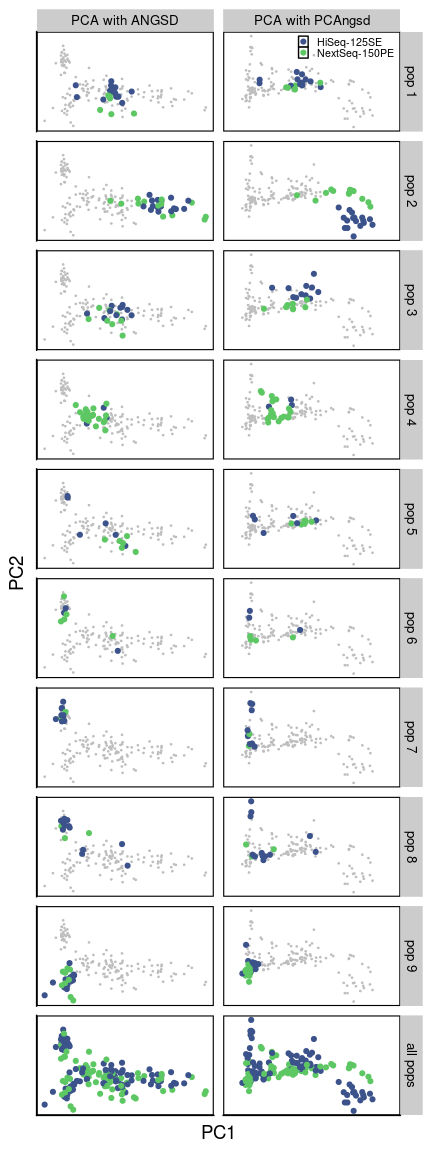 PCA with ANGSD
PCA with PCAngsd
HiSeq-125SE
NextSeq-150PE
pop 1
pop 2
pop 3
pop 4
pop 5
pop 6
pop 7
pop 8
pop 9
all pops
PC2
PC1